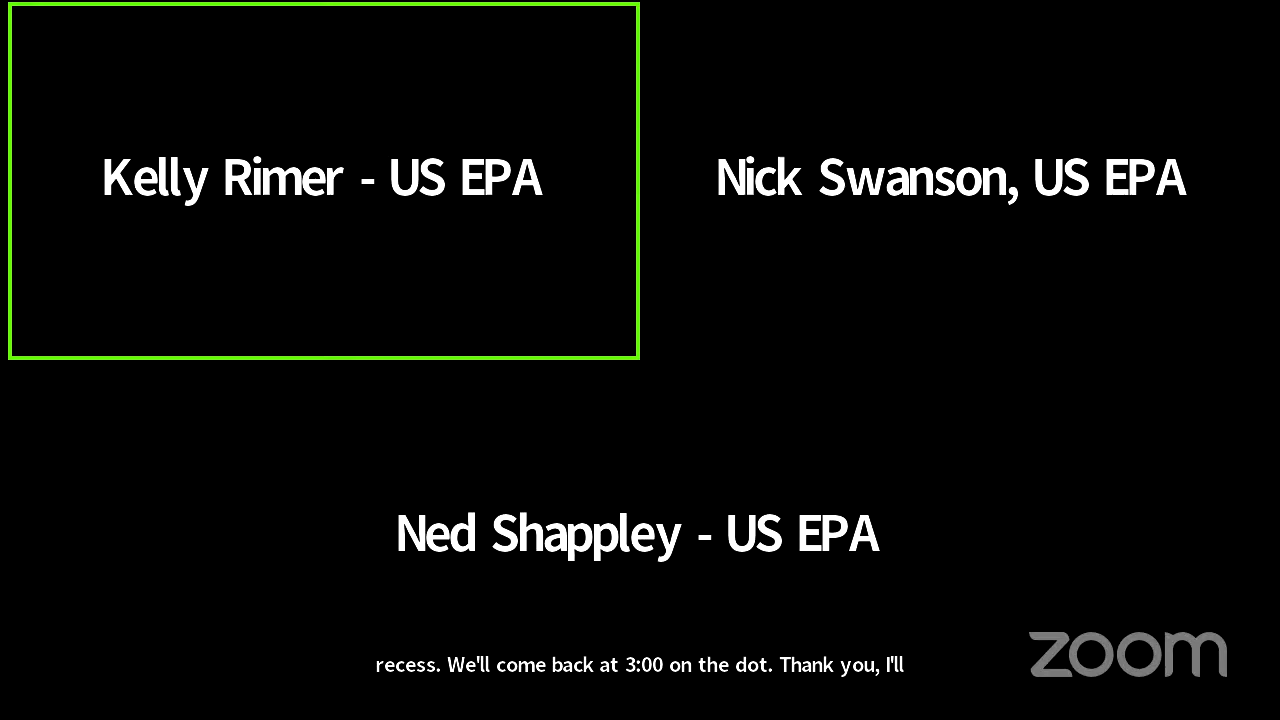 Kelly Rimer - US EPA
Nick Swanson, US EPA
Ned Shappley - US EPA
recess. We'll come back at 3:00 on the dot. Thank you, I'll
zoom